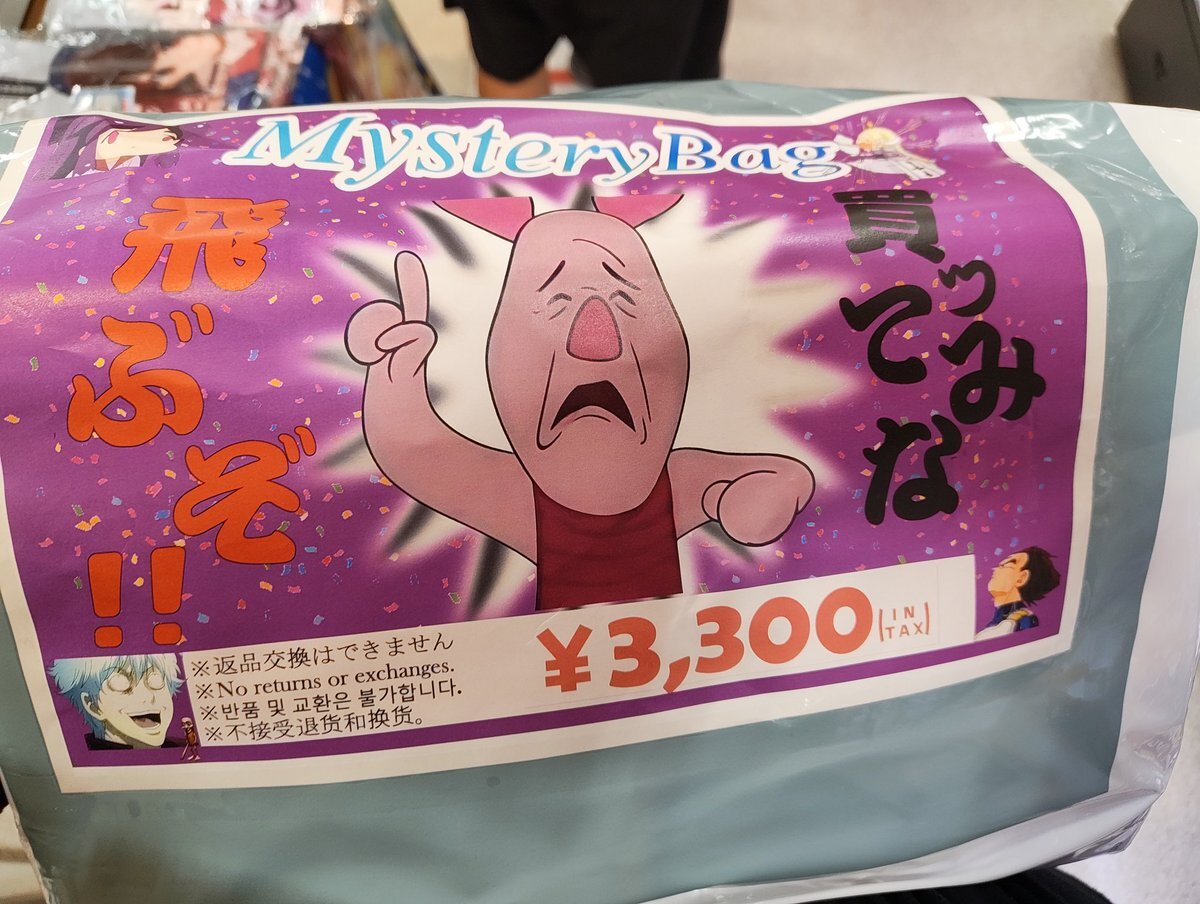 Mystery Bag
買ッてみな
飛ぶぞ!!
¥3,300(IN TAX)
※返品交換はできません
※No returns or exchanges.
※반품 및 교환은 불가합니다.
※不接受退货和换货。